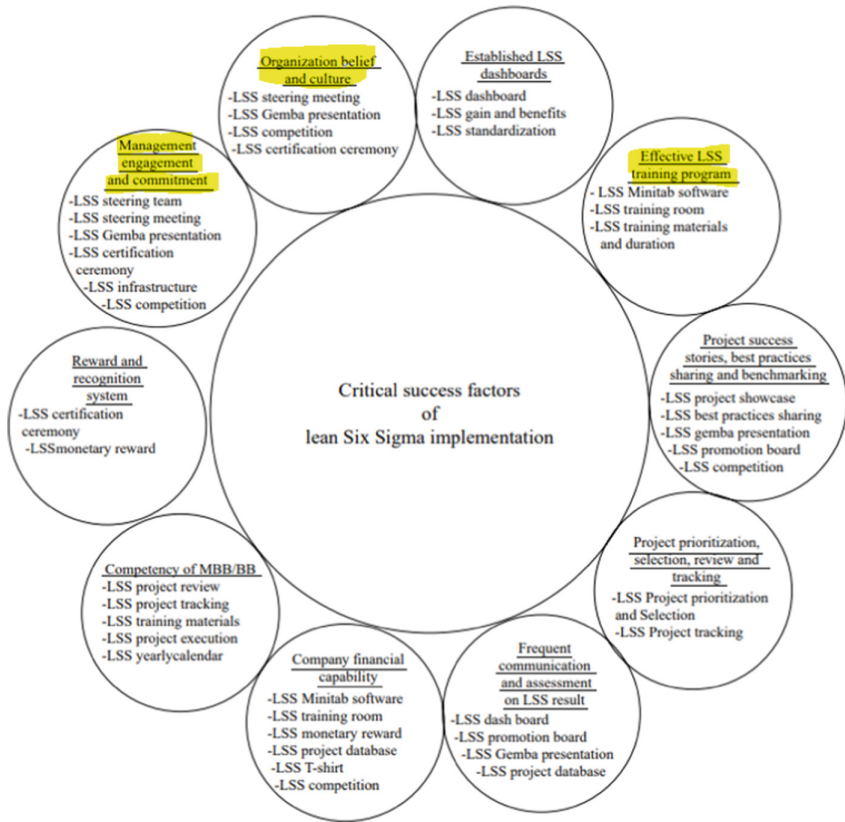 Organization belief
and culture
-LSS steering meeting
-LSS Gemba presentation
-LSS competition
-LSS certification ceremony
Established LSS
dashboards
-LSS dashboard
-LSS gain and benefits
-LSS standardization
Management
engagement
and commitment
-LSS steering team
-LSS steering meeting
-LSS Gemba presentation
-LSS certification
ceremony
-LSS infrastructure
-LSS competition
Effective LSS
training program
- LSS Minitab software
-LSS training room
-LSS training materials
and duration
Reward and
recognition
system
-LSS certification
ceremony
-LSSmonetary reward
Critical success factors
of
lean Six Sigma implementation
Project success
stories, best practices
sharing and benchmarking
-LSS project showcase
-LSS best practices sharing
-LSS gemba presentation
-LSS promotion board
-LSS competition
Competency of MBB/BB
-LSS project review
-LSS project tracking
-LSS training materials
-LSS project execution
-LSS yearlycalendar
Project prioritization,
selection, review and
tracking
-LSS Project prioritization
and Selection
-LSS Project tracking
Company financial
capability
-LSS Minitab software
-LSS training room
-LSS monetary reward
-LSS project database
-LSS T-shirt
-LSS competition
Frequent
communication
and assessment
on LSS result
-LSS dash board
-LSS promotion board
-LSS Gemba presentation
-LSS project database